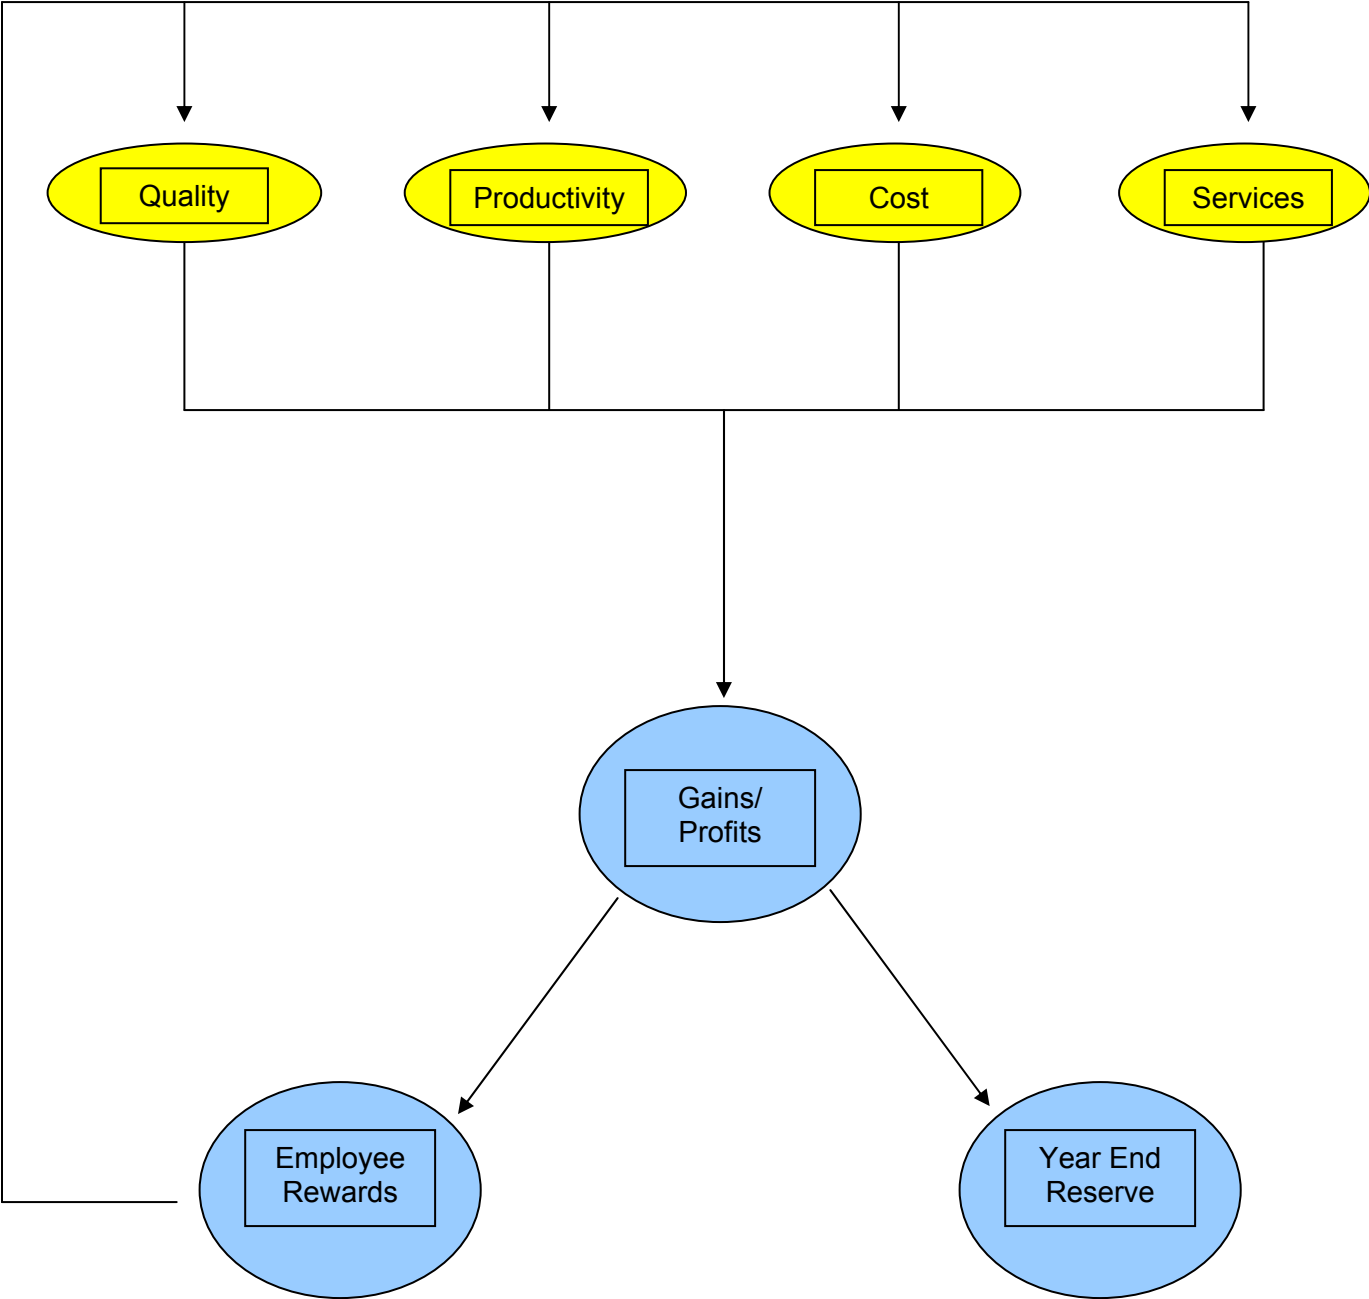 Quality
Productivity
Cost
Services
Gains/
Profits
Employee
Rewards
Year End
Reserve